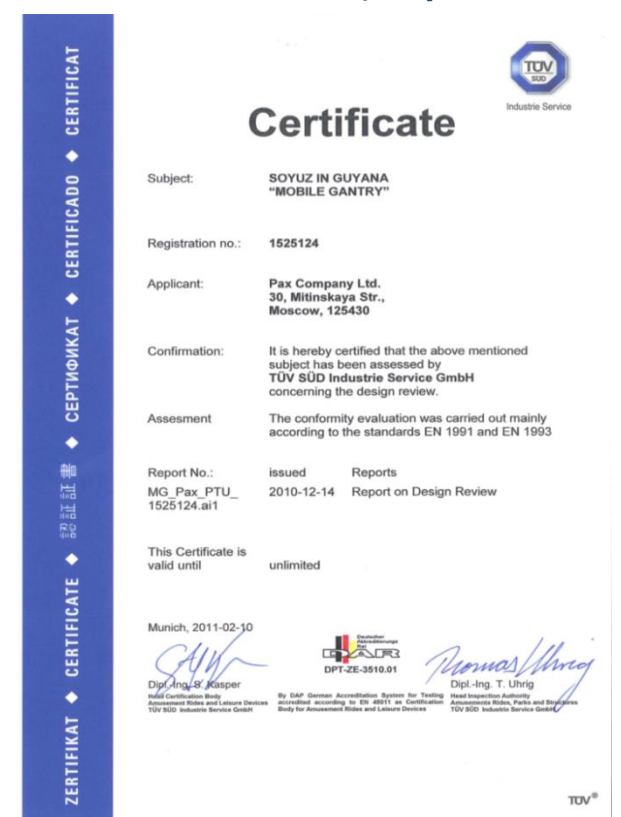 ZERTIFIKAT ◆ CERTIFICATE ◆ 認証証書 ◆ СЕРТИФИКАТ ◆ CERTIFICADO ◆ CERTIFICAT
TÜV
SÜD
Industrie Service
Certificate
Subject: SOYUZ IN GUYANA
"MOBILE GANTRY"
Registration no.: 1525124
Applicant: Pax Company Ltd.
30, Mitinskaya Str.,
Moscow, 125430
Confirmation: It is hereby certified that the above mentioned
subject has been assessed by
TÜV SÜD Industrie Service GmbH
concerning the design review.
Assesment The conformity evaluation was carried out mainly
according to the standards EN 1991 and EN 1993
Report No.: issued Reports
MG_Pax_PTU_ 2010-12-14 Report on Design Review
1525124.ai1
This Certificate is
valid until unlimited
Munich, 2011-02-10
Deutscher
Akkreditierungs
Rat
DAR
DPT-ZE-3510.01
Thomas Uhrig
Dipl.-Ing. S. Kasper
Head Certification Body
Amusement Rides and Leisure Devices
TÜV SÜD Industrie Service GmbH
By DAP German Accreditation System for Testing
accredited according to EN 45011 as Certification
Body for Amusement Rides and Leisure Devices
Dipl.-Ing. T. Uhrig
Head Inspection Authority
Amusements Rides, Parks and Structures
TÜV SÜD Industrie Service GmbH
TÜV®